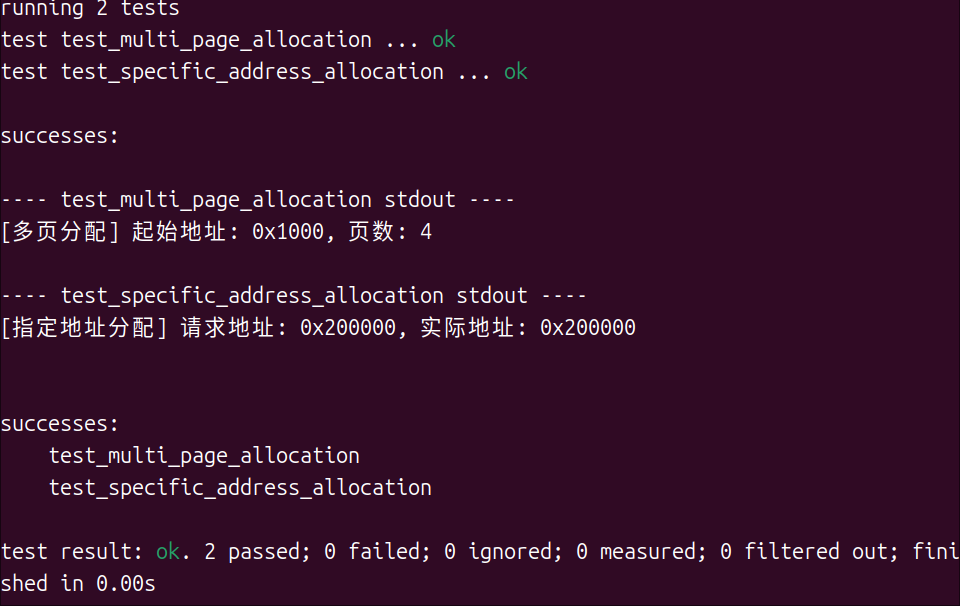 running 2 tests
test test_multi_page_allocation ... ok
test test_specific_address_allocation ... ok
successes:
---- test_multi_page_allocation stdout ----
[多页分配] 起始地址: 0x1000, 页数: 4
---- test_specific_address_allocation stdout ----
[指定地址分配] 请求地址: 0x200000, 实际地址: 0x200000
successes:
    test_multi_page_allocation
    test_specific_address_allocation
test result: ok. 2 passed; 0 failed; 0 ignored; 0 measured; 0 filtered out; fini
shed in 0.00s